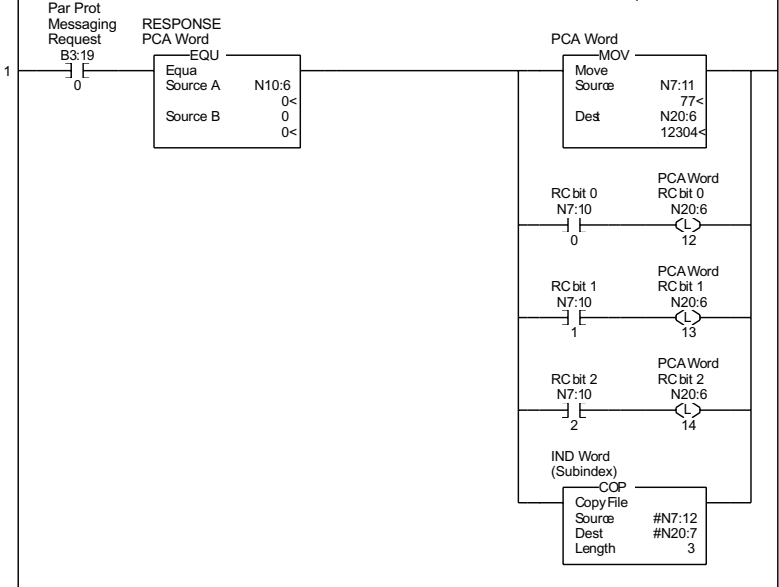 Par Prot
Messaging
Request
B3:19
0
RESPONSE
PCA Word
EQU
Equa
Source A N10:6
0<
Source B 0
0<
1
PCA Word
MOV
Move
Source N7:11
77<
Dest N20:6
12304<
RC bit 0
N7:10
0
PCA Word
RC bit 0
N20:6
L
12
RC bit 1
N7:10
1
PCA Word
RC bit 1
N20:6
L
13
RC bit 2
N7:10
2
PCA Word
RC bit 2
N20:6
L
14
IND Word
(Subindex)
COP
Copy File
Source #N7:12
Dest #N20:7
Length 3